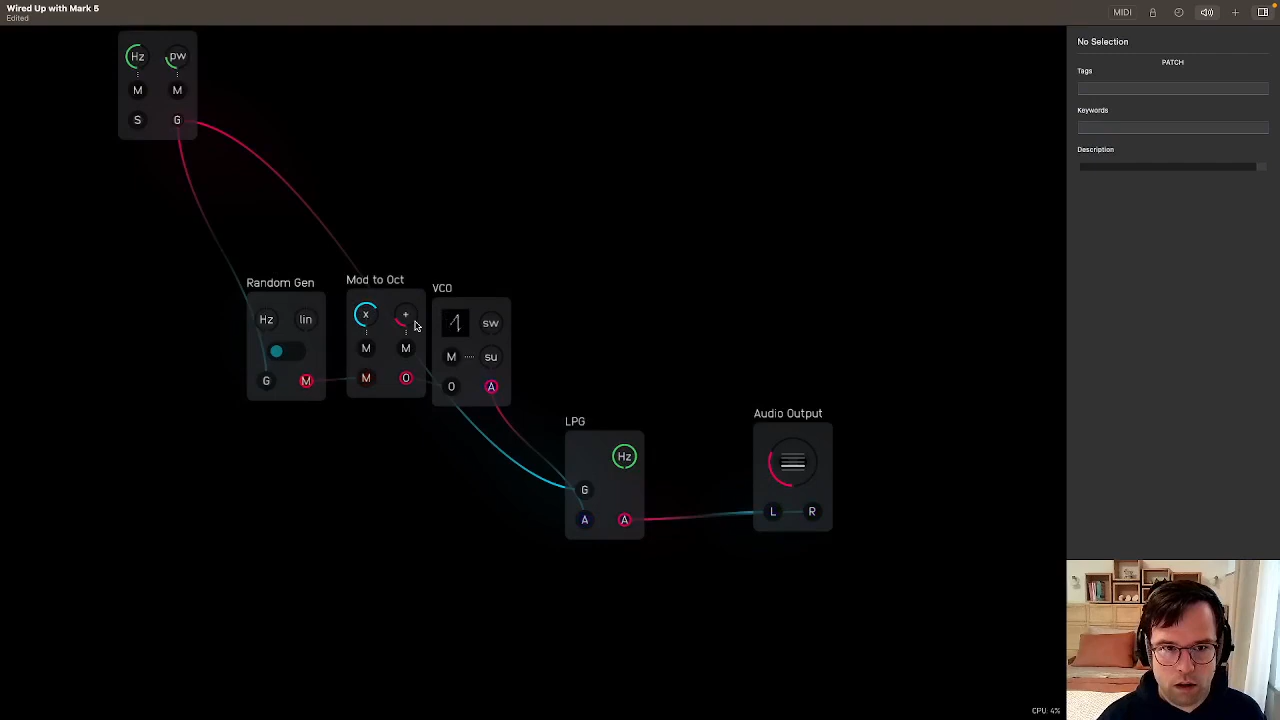 Wired Up with Mark 5
Edited
MIDI
No Selection
PATCH
Tags
Keywords
Description
Hz pw
M M
S G
Random Gen
Hz lin
G M
Mod to Oct
x +
M M
M O
VCO
sw
M su
O A
LPG
Hz
G
A A
Audio Output
L R
CPU: 4%